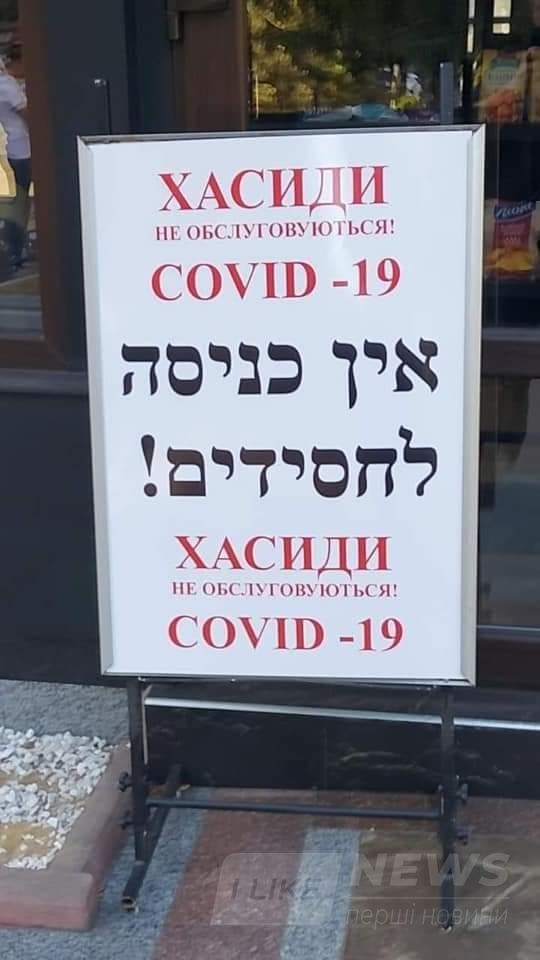 ХАСИДИ
НЕ ОБСЛУГОВУЮТЬСЯ!
COVID -19
אין כניסה
לחסידים!
ХАСИДИ
НЕ ОБСЛУГОВУЮТЬСЯ!
COVID -19
I LIKE NEWS
перші новини